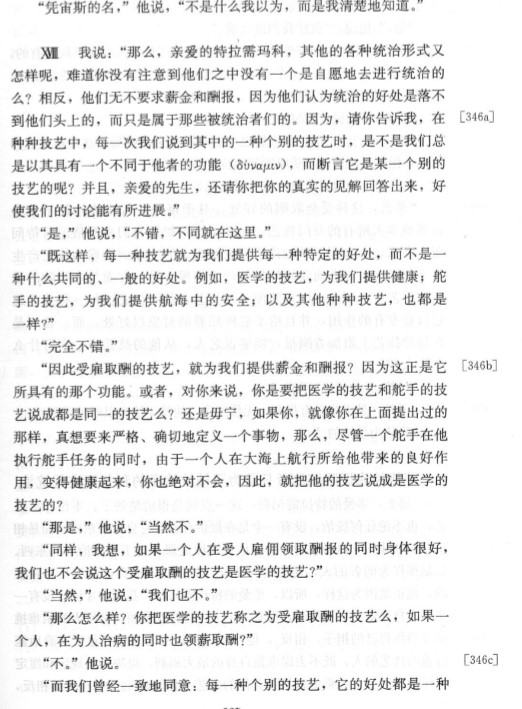 “凭宙斯的名，”他说，“不是什么我以为，而是我清楚地知道。”
XVIII 我说：“那么，亲爱的特拉需玛科，其他的各种统治形式又
怎样呢，难道你没有注意到他们之中没有一个是自愿地去进行统治的
么？相反，他们无不要求薪金和酬报，因为他们认为统治的好处是落不
到他们头上的，而只是属于那些被统治者们的。因为，请你告诉我，在 [346a]
种种技艺中，每一次我们说到其中的一种个别的技艺时，是不是我们总
是以其具有一个不同于他者的功能（δύναμιν），而断言它是某一个别的
技艺的呢？并且，亲爱的先生，还请你把你的真实的见解回答出来，好
使我们的讨论能有所进展。”
“是，”他说，“不错，不同就在这里。”
“既这样，每一种技艺就为我们提供每一种特定的好处，而不是一
种什么共同的、一般的好处。例如，医学的技艺，为我们提供健康；舵
手的技艺，为我们提供航海中的安全；以及其他种种技艺，也都是
一样？”
“完全不错。”
“因此受雇取酬的技艺，就为我们提供薪金和酬报？因为这正是它 [346b]
所具有的那个功能。或者，对你来说，你是要把医学的技艺和舵手的技
艺说成都是同一的技艺么？还是毋宁，如果你，就像你在上面提出过的
那样，真想要来严格、确切地定义一个事物，那么，尽管一个舵手在他
执行舵手任务的同时，由于一个人在大海上航行所给他带来的良好作
用，变得健康起来，你也绝对不会，因此，就把他的技艺说成是医学的
技艺的？”
“那是，”他说，“当然不。”
“同样，我想，如果一个人在受人雇佣领取酬报的同时身体很好，
我们也不会说这个受雇取酬的技艺是医学的技艺？”
“当然，”他说，“我们也不。”
“那么怎么样？你把医学的技艺称之为受雇取酬的技艺么，如果一
个人，在为人治病的同时也领薪取酬？”
“不。”他说。 [346c]
“而我们曾经一致地同意：每一种个别的技艺，它的好处都是一种